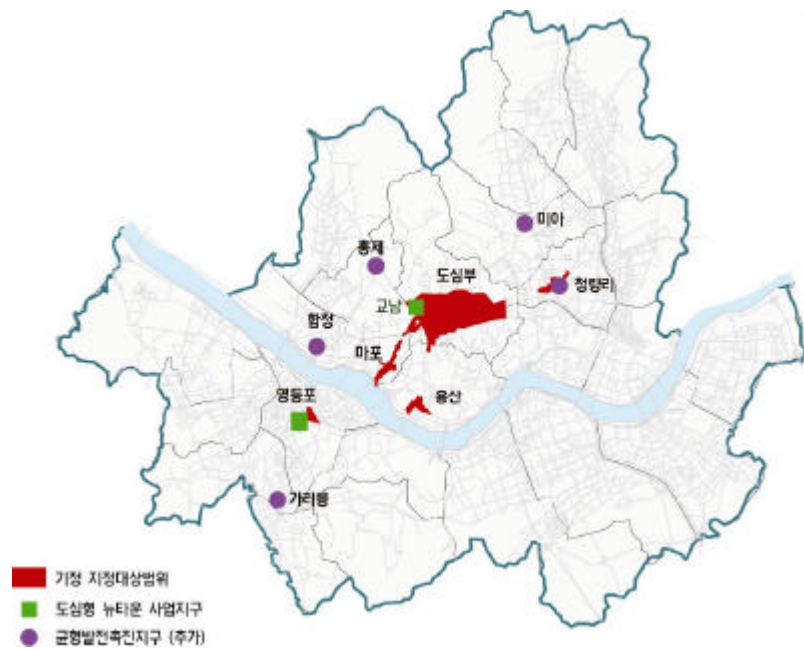 미아
홍제
도심부
청량리
교남
합정
마포
영등포
용산
가리봉
기정 지정대상범위
도심형 뉴타운 사업지구
균형발전촉진지구 (추가)